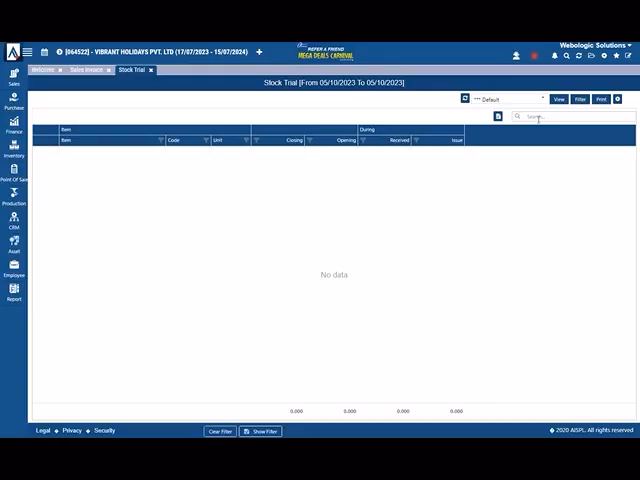 [064522] - VIBRANT HOLIDAYS PVT. LTD (17/07/2023 - 15/07/2024)
REFER A FRIEND
MEGA DEALS CARNIVAL
Webologic Solutions
Welcome
Sales Invoice
Stock Trial
Stock Trial [From 05/10/2023 To 05/10/2023]
*** Default
View
Filter
Print
Search...
Item
During
Item
Code
Unit
Closing
Opening
Received
Issue
Sales
Purchase
Finance
Inventory
Point Of Sale
Production
CRM
Asset
Employee
Report
No data
0.000
0.000
0.000
0.000
Legal
Privacy
Security
Clear Filter
Show Filter
© 2020 AISPL. All rights reserved